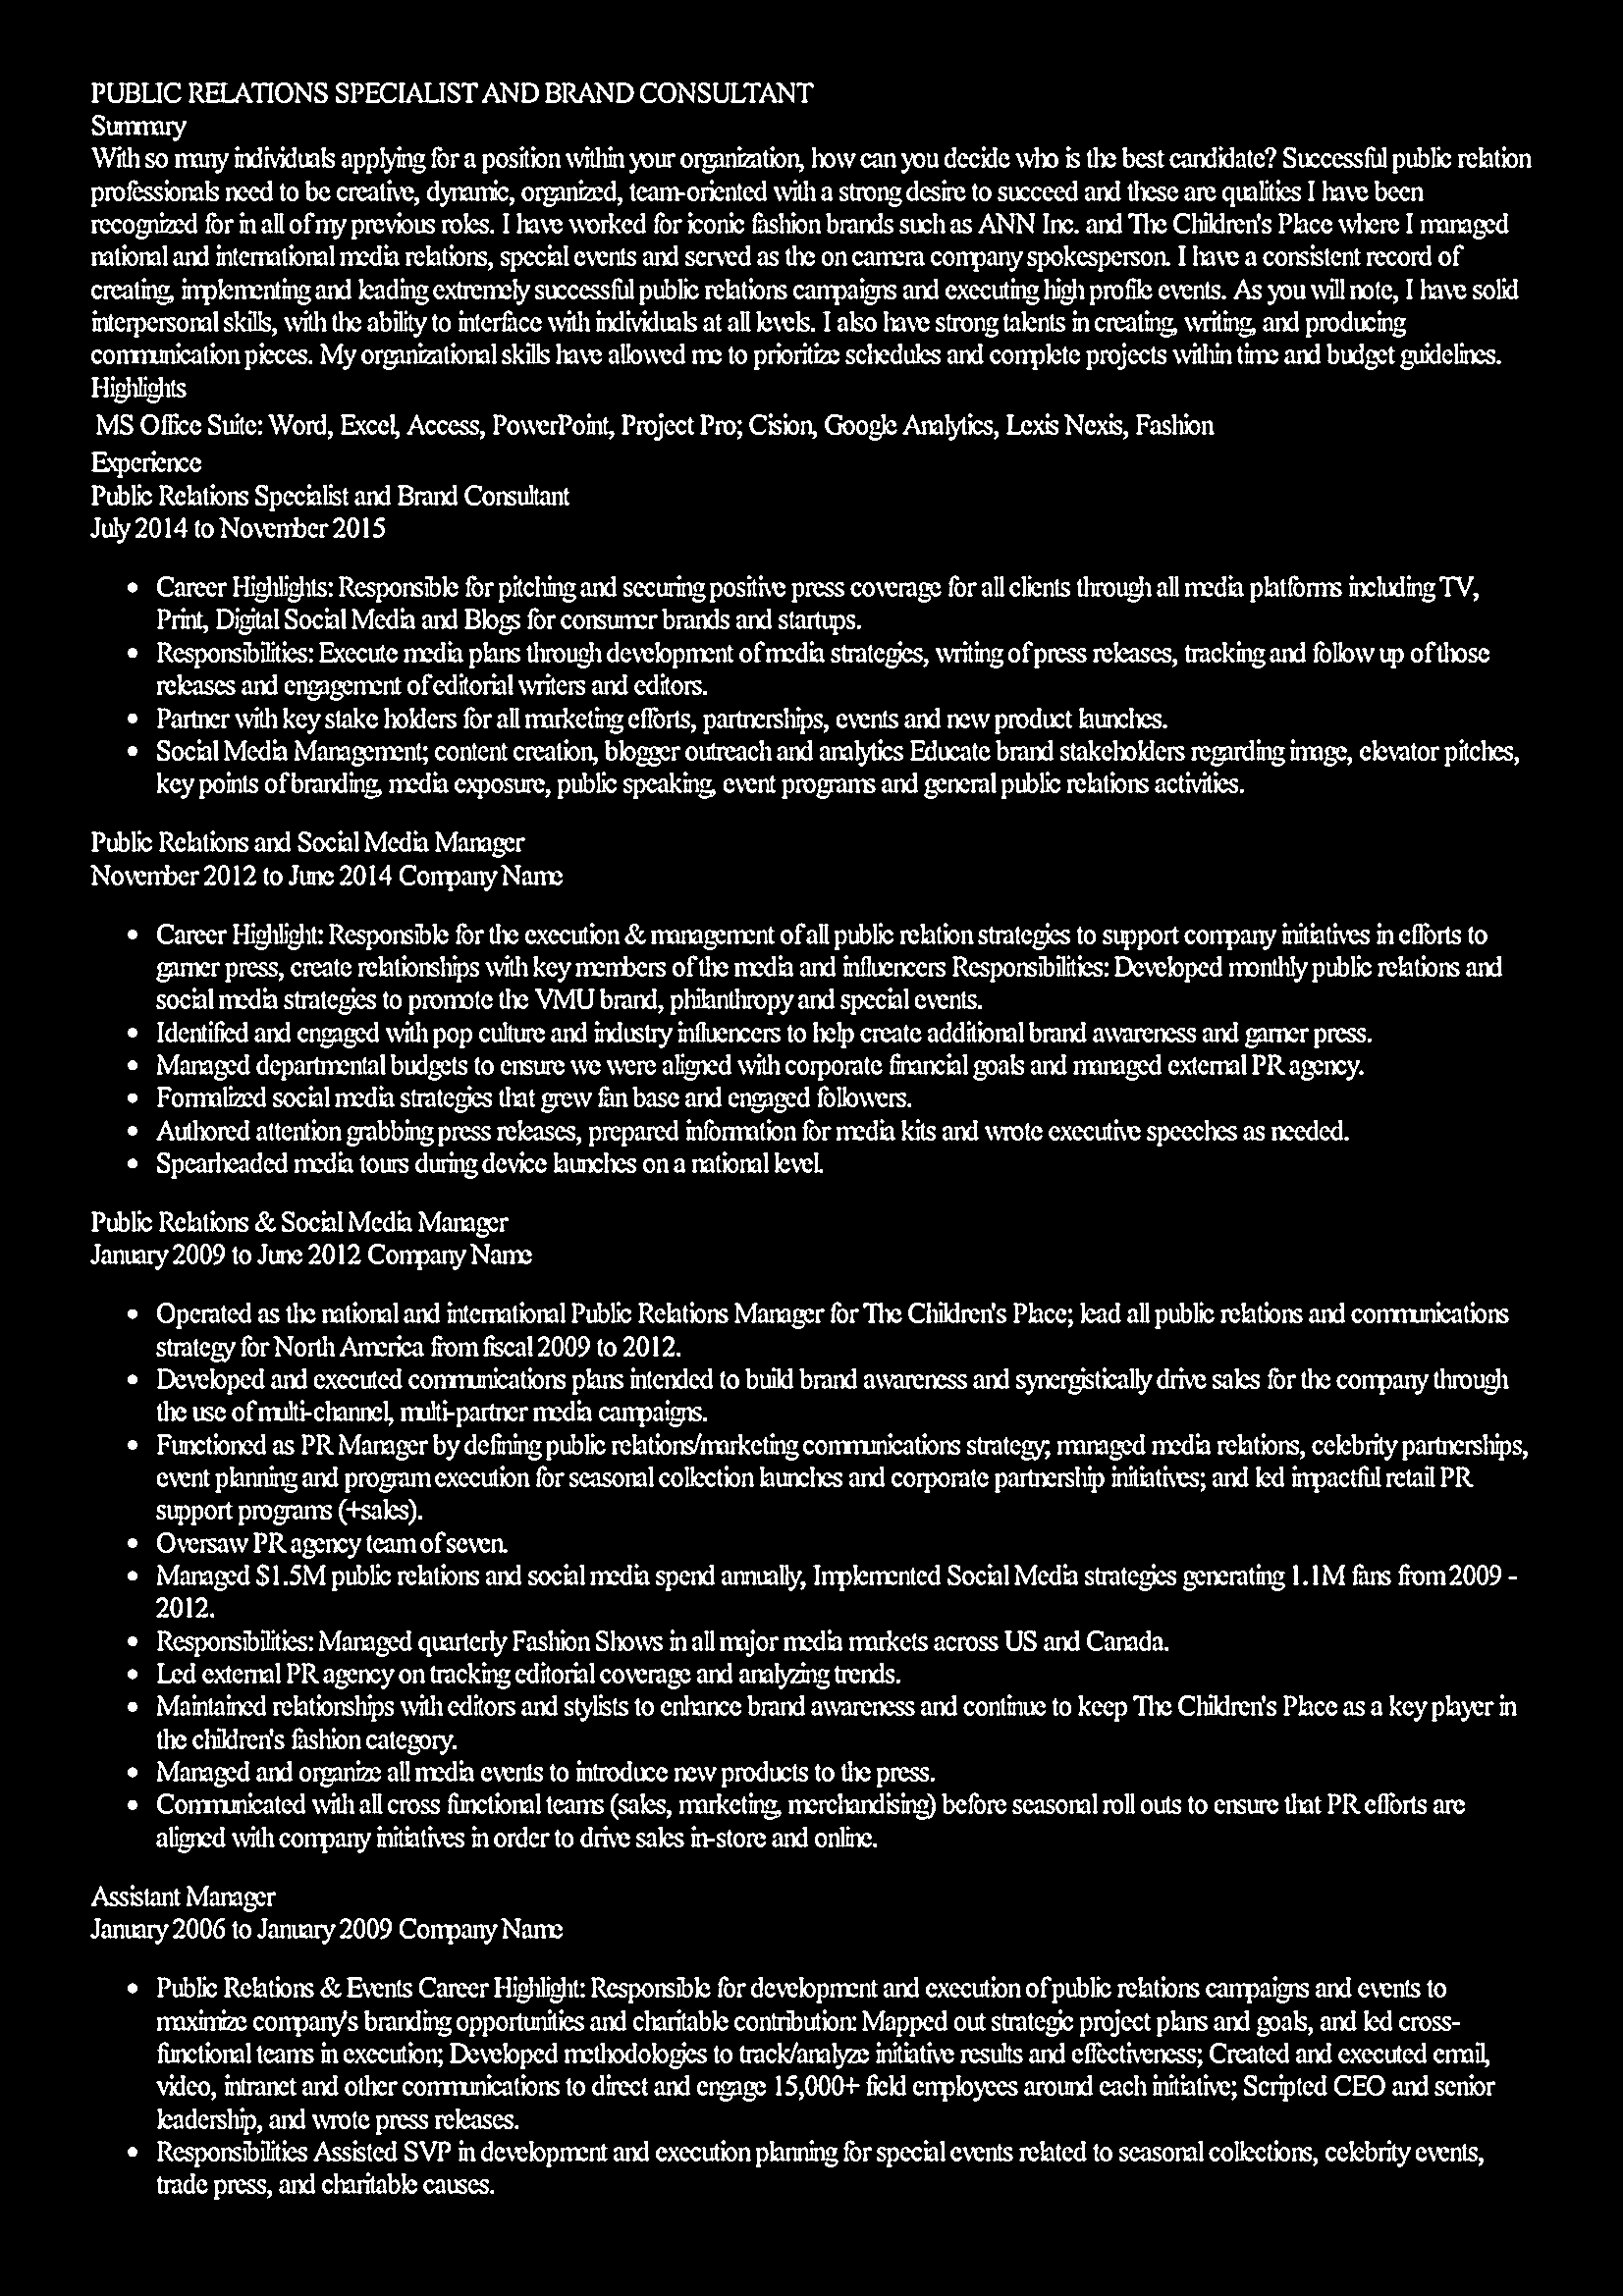 PUBLIC RELATIONS SPECIALIST AND BRAND CONSULTANT
Summary
With so many individuals applying for a position within your organization, how can you decide who is the best candidate? Successful public relation
professionals need to be creative, dynamic, organized, team-oriented with a strong desire to succeed and these are qualities I have been
recognized for in all of my previous roles. I have worked for iconic fashion brands such as ANN Inc. and The Children's Place where I managed
national and international media relations, special events and served as the on camera company spokesperson. I have a consistent record of
creating, implementing and leading extremely successful public relations campaigns and executing high profile events. As you will note, I have solid
interpersonal skills, with the ability to interface with individuals at all levels. I also have strong talents in creating, writing, and producing
communication pieces. My organizational skills have allowed me to prioritize schedules and complete projects within time and budget guidelines.
Highlights
MS Office Suite: Word, Excel, Access, PowerPoint, Project Pro; Cision, Google Analytics, Lexis Nexis, Fashion
Experience
Public Relations Specialist and Brand Consultant
July 2014 to November 2015
• Career Highlights: Responsible for pitching and securing positive press coverage for all clients through all media platforms including TV,
Print, Digital Social Media and Blogs for consumer brands and startups.
• Responsibilities: Execute media plans through development of media strategies, writing of press releases, tracking and follow up of those
releases and engagement of editorial writers and editors.
• Partner with key stake holders for all marketing efforts, partnerships, events and new product launches.
• Social Media Management; content creation, blogger outreach and analytics Educate brand stakeholders regarding image, elevator pitches,
key points of branding, media exposure, public speaking, event programs and general public relations activities.
Public Relations and Social Media Manager
November 2012 to June 2014 Company Name
• Career Highlight: Responsible for the execution & management of all public relation strategies to support company initiatives in efforts to
garner press, create relationships with key members of the media and influencers Responsibilities: Developed monthly public relations and
social media strategies to promote the VMU brand, philanthropy and special events.
• Identified and engaged with pop culture and industry influencers to help create additional brand awareness and garner press.
• Managed departmental budgets to ensure we were aligned with corporate financial goals and managed external PR agency.
• Formalized social media strategies that grew fan base and engaged followers.
• Authored attention grabbing press releases, prepared information for media kits and wrote executive speeches as needed.
• Spearheaded media tours during device launches on a national level.
Public Relations & Social Media Manager
January 2009 to June 2012 Company Name
• Operated as the national and international Public Relations Manager for The Children's Place; lead all public relations and communications
strategy for North America from fiscal 2009 to 2012.
• Developed and executed communications plans intended to build brand awareness and synergistically drive sales for the company through
the use of multi-channel, multi-partner media campaigns.
• Functioned as PR Manager by defining public relations/marketing communications strategy; managed media relations, celebrity partnerships,
event planning and program execution for seasonal collection launches and corporate partnership initiatives; and led impactful retail PR
support programs (+sales).
• Oversaw PR agency team of seven.
• Managed $1.5M public relations and social media spend annually, Implemented Social Media strategies generating 1.1M fans from 2009 -
2012.
• Responsibilities: Managed quarterly Fashion Shows in all major media markets across US and Canada.
• Led external PR agency on tracking editorial coverage and analyzing trends.
• Maintained relationships with editors and stylists to enhance brand awareness and continue to keep The Children's Place as a key player in
the children's fashion category.
• Managed and organize all media events to introduce new products to the press.
• Communicated with all cross functional teams (sales, marketing, merchandising) before seasonal roll outs to ensure that PR efforts are
aligned with company initiatives in order to drive sales in-store and online.
Assistant Manager
January 2006 to January 2009 Company Name
• Public Relations & Events Career Highlight: Responsible for development and execution of public relations campaigns and events to
maximize company's branding opportunities and charitable contribution: Mapped out strategic project plans and goals, and led cross-
functional teams in execution; Developed methodologies to track/analyze initiative results and effectiveness; Created and executed email,
video, intranet and other communications to direct and engage 15,000+ field employees around each initiative; Scripted CEO and senior
leadership, and wrote press releases.
• Responsibilities Assisted SVP in development and execution planning for special events related to seasonal collections, celebrity events,
trade press, and charitable causes.